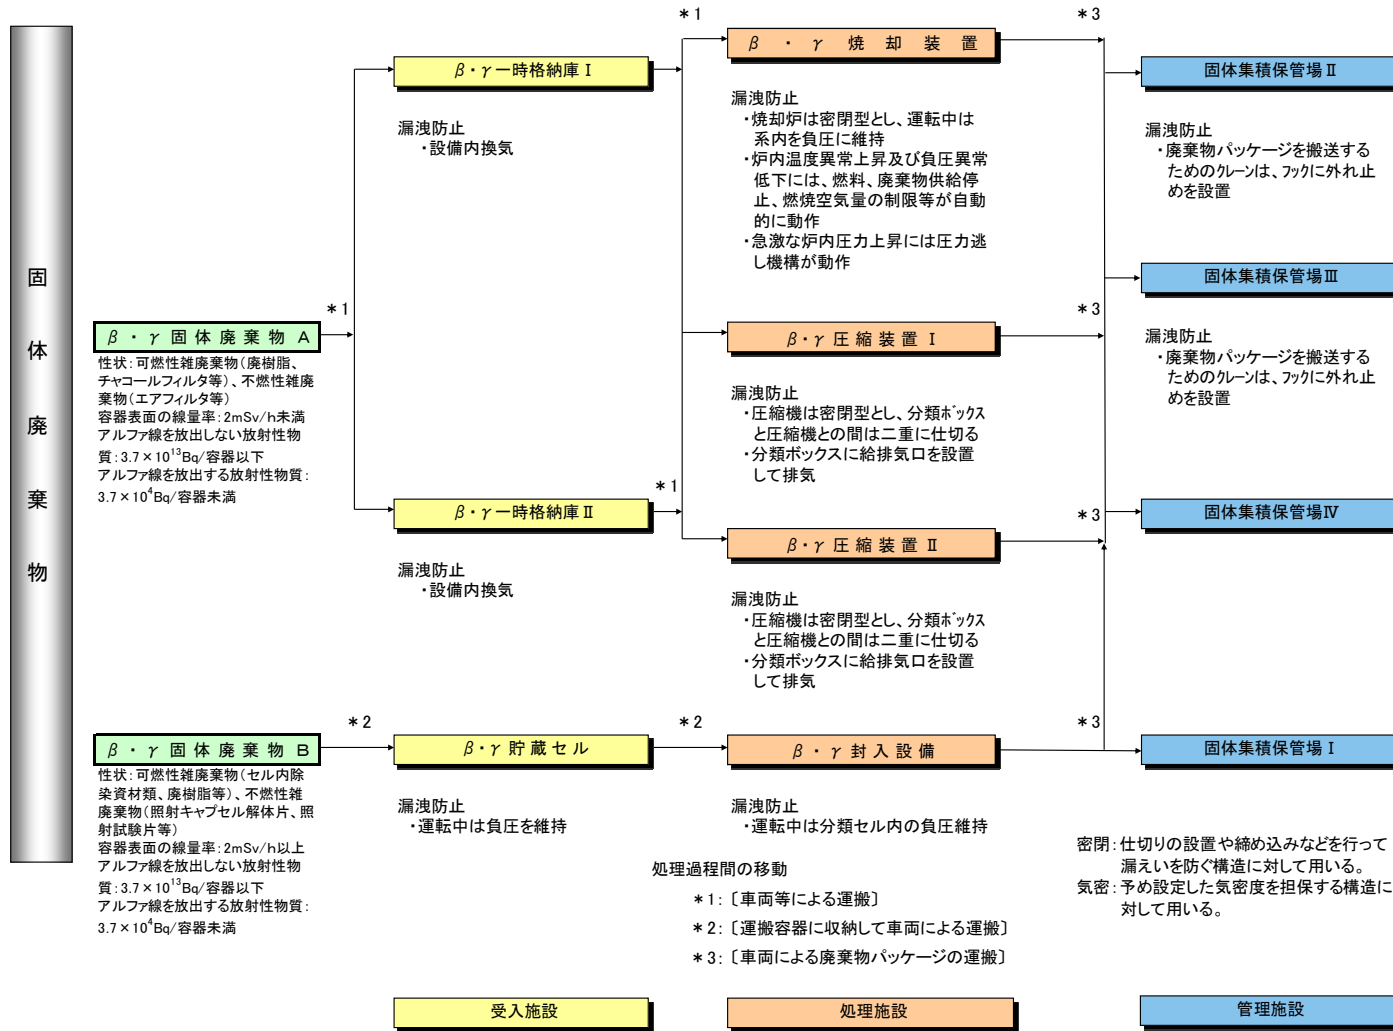 固体廃棄物
β・γ固体廃棄物 A
性状：可燃性雑廃棄物（廃樹脂、
チャコールフィルタ等）、不燃性雑廃
棄物（エアフィルタ等）
容器表面の線量率：2mSv/h未満
アルファ線を放出しない放射性物
質：3.7×10¹³Bq/容器以下
アルファ線を放出する放射性物質：
3.7×10⁴Bq/容器未満
＊1
β・γ一時格納庫Ⅰ
漏洩防止
・設備内換気
β・γ一時格納庫Ⅱ
漏洩防止
・設備内換気
＊1
＊1
β・γ焼却装置
漏洩防止
・焼却炉は密閉型とし、運転中は
系内を負圧に維持
・炉内温度異常上昇及び負圧異常
低下には、燃料、廃棄物供給停
止、燃焼空気量の制限等が自動
的に動作
・急激な炉内圧力上昇には圧力逃
し機構が動作
β・γ圧縮装置Ⅰ
漏洩防止
・圧縮機は密閉型とし、分類ボックス
と圧縮機との間は二重に仕切る
・分類ボックスに給排気口を設置
して排気
β・γ圧縮装置Ⅱ
漏洩防止
・圧縮機は密閉型とし、分類ボックス
と圧縮機との間は二重に仕切る
・分類ボックスに給排気口を設置
して排気
＊3
＊3
＊3
固体集積保管場Ⅱ
漏洩防止
・廃棄物パッケージを搬送する
ためのクレーンは、フックに外れ止
めを設置
固体集積保管場Ⅲ
漏洩防止
・廃棄物パッケージを搬送する
ためのクレーンは、フックに外れ止
めを設置
固体集積保管場Ⅳ
β・γ固体廃棄物 B
性状：可燃性雑廃棄物（セル内除
染資材類、廃樹脂等）、不燃性雑
廃棄物（照射キャプセル解体片、照
射試験片等）
容器表面の線量率：2mSv/h以上
アルファ線を放出しない放射性物
質：3.7×10¹³Bq/容器以下
アルファ線を放出する放射性物質：
3.7×10⁴Bq/容器未満
＊2
β・γ貯蔵セル
漏洩防止
・運転中は負圧を維持
＊2
β・γ封入設備
漏洩防止
・運転中は分類セル内の負圧維持
＊3
固体集積保管場Ⅰ
処理過程間の移動
＊1：〔車両等による運搬〕
＊2：〔運搬容器に収納して車両による運搬〕
＊3：〔車両による廃棄物パッケージの運搬〕
密閉：仕切りの設置や締め込みなどを行って
漏えいを防ぐ構造に対して用いる。
気密：予め設定した気密度を担保する構造に
対して用いる。
受入施設
処理施設
管理施設